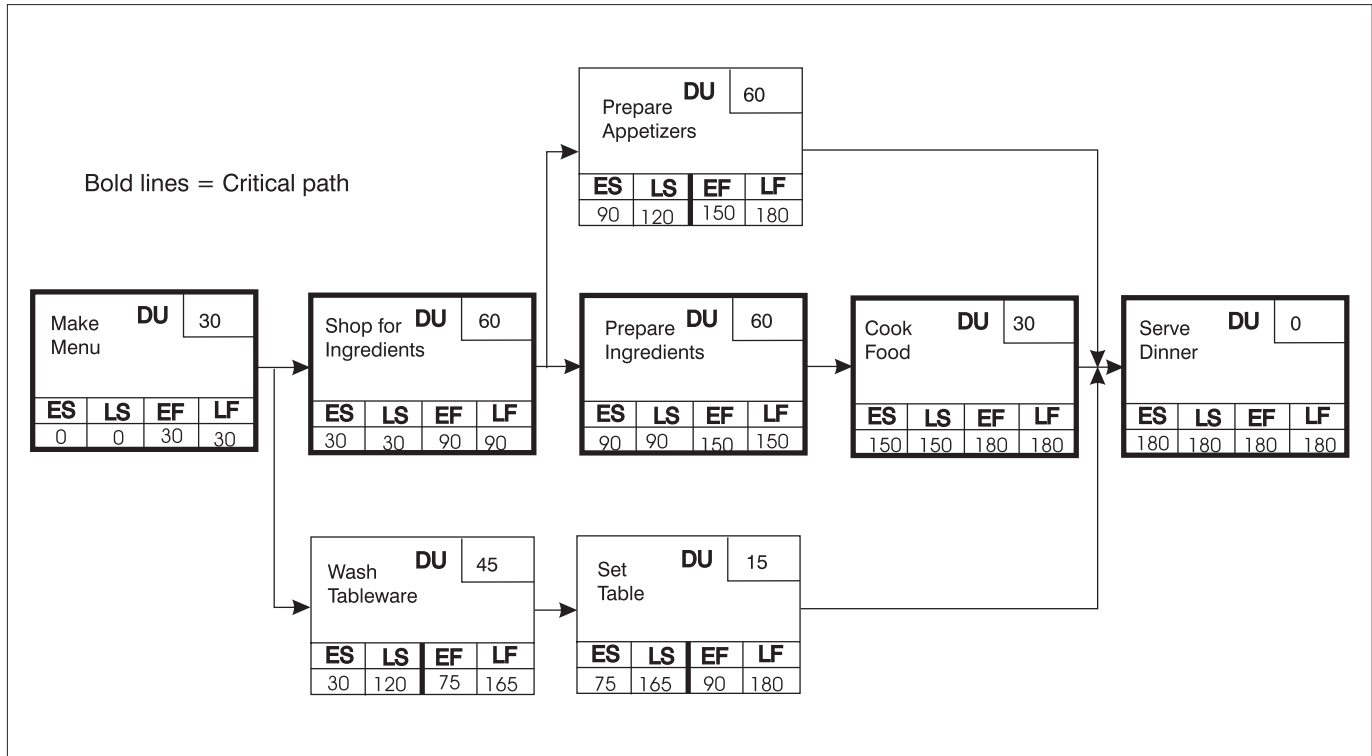 Prepare DU 60
Appetizers
ES LS EF LF
90 120 150 180
Bold lines = Critical path
Make DU 30
Menu
ES LS EF LF
0 0 30 30
Shop for DU 60
Ingredients
ES LS EF LF
30 30 90 90
Prepare DU 60
Ingredients
ES LS EF LF
90 90 150 150
Cook DU 30
Food
ES LS EF LF
150 150 180 180
Serve DU 0
Dinner
ES LS EF LF
180 180 180 180
Wash DU 45
Tableware
ES LS EF LF
30 120 75 165
Set DU 15
Table
ES LS EF LF
75 165 90 180